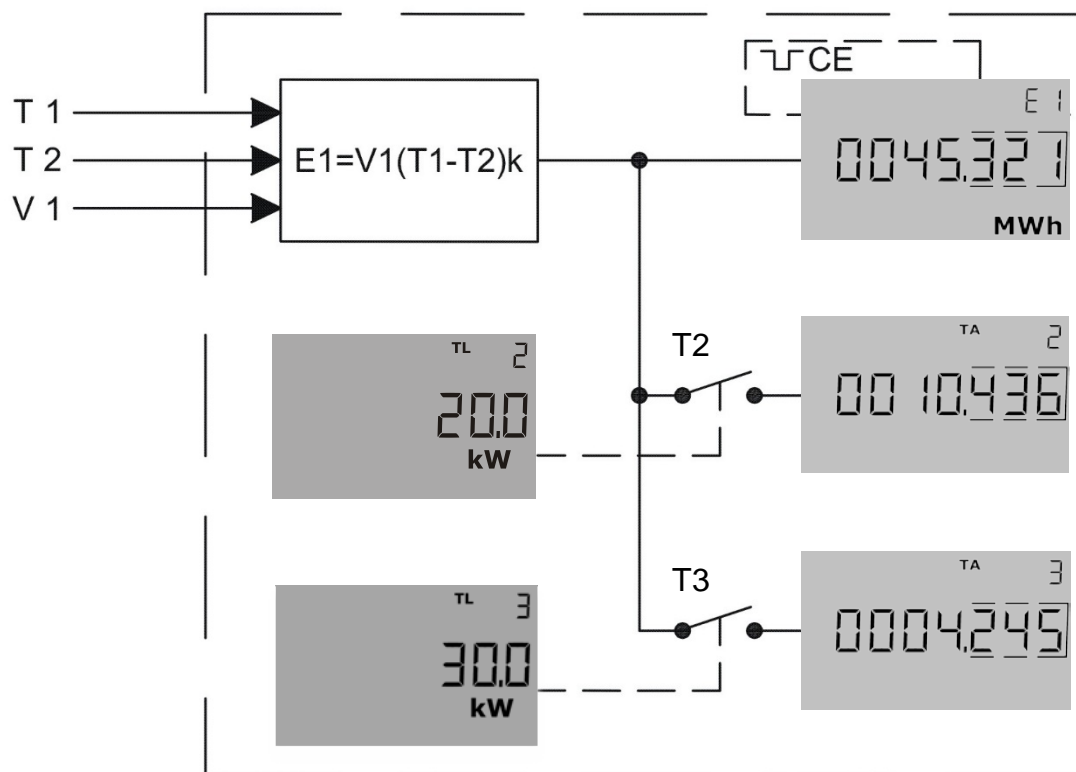 CE
T 1
T 2
V 1
E1=V1(T1-T2)k
E 1
0045.321
MWh
TL 2
20.0
kW
T2
TA 2
0010.436
TL 3
30.0
kW
T3
TA 3
0004.245